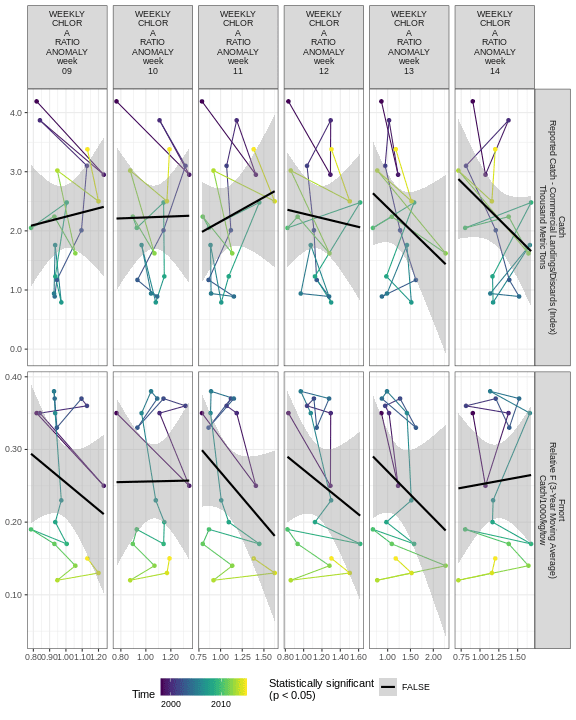 WEEKLY
CHLOR
A
RATIO
ANOMALY
week
09
WEEKLY
CHLOR
A
RATIO
ANOMALY
week
10
WEEKLY
CHLOR
A
RATIO
ANOMALY
week
11
WEEKLY
CHLOR
A
RATIO
ANOMALY
week
12
WEEKLY
CHLOR
A
RATIO
ANOMALY
week
13
WEEKLY
CHLOR
A
RATIO
ANOMALY
week
14
4.0
3.0
2.0
1.0
0.0
Catch
Reported Catch - Commercial Landings/Discards (Index)
Thousand Metric Tons
0.40
0.30
0.20
0.10
Fmort
Relative F (3-Year Moving Average)
Catch/1000/kg/tow
0.80 0.90 1.00 1.10 1.20
0.80 1.00 1.20
0.75 1.00 1.25 1.50
0.80 1.00 1.20 1.40 1.60
1.00 1.50 2.00
0.75 1.00 1.25 1.50
Time
2000 2010
Statistically significant
(p < 0.05)
FALSE